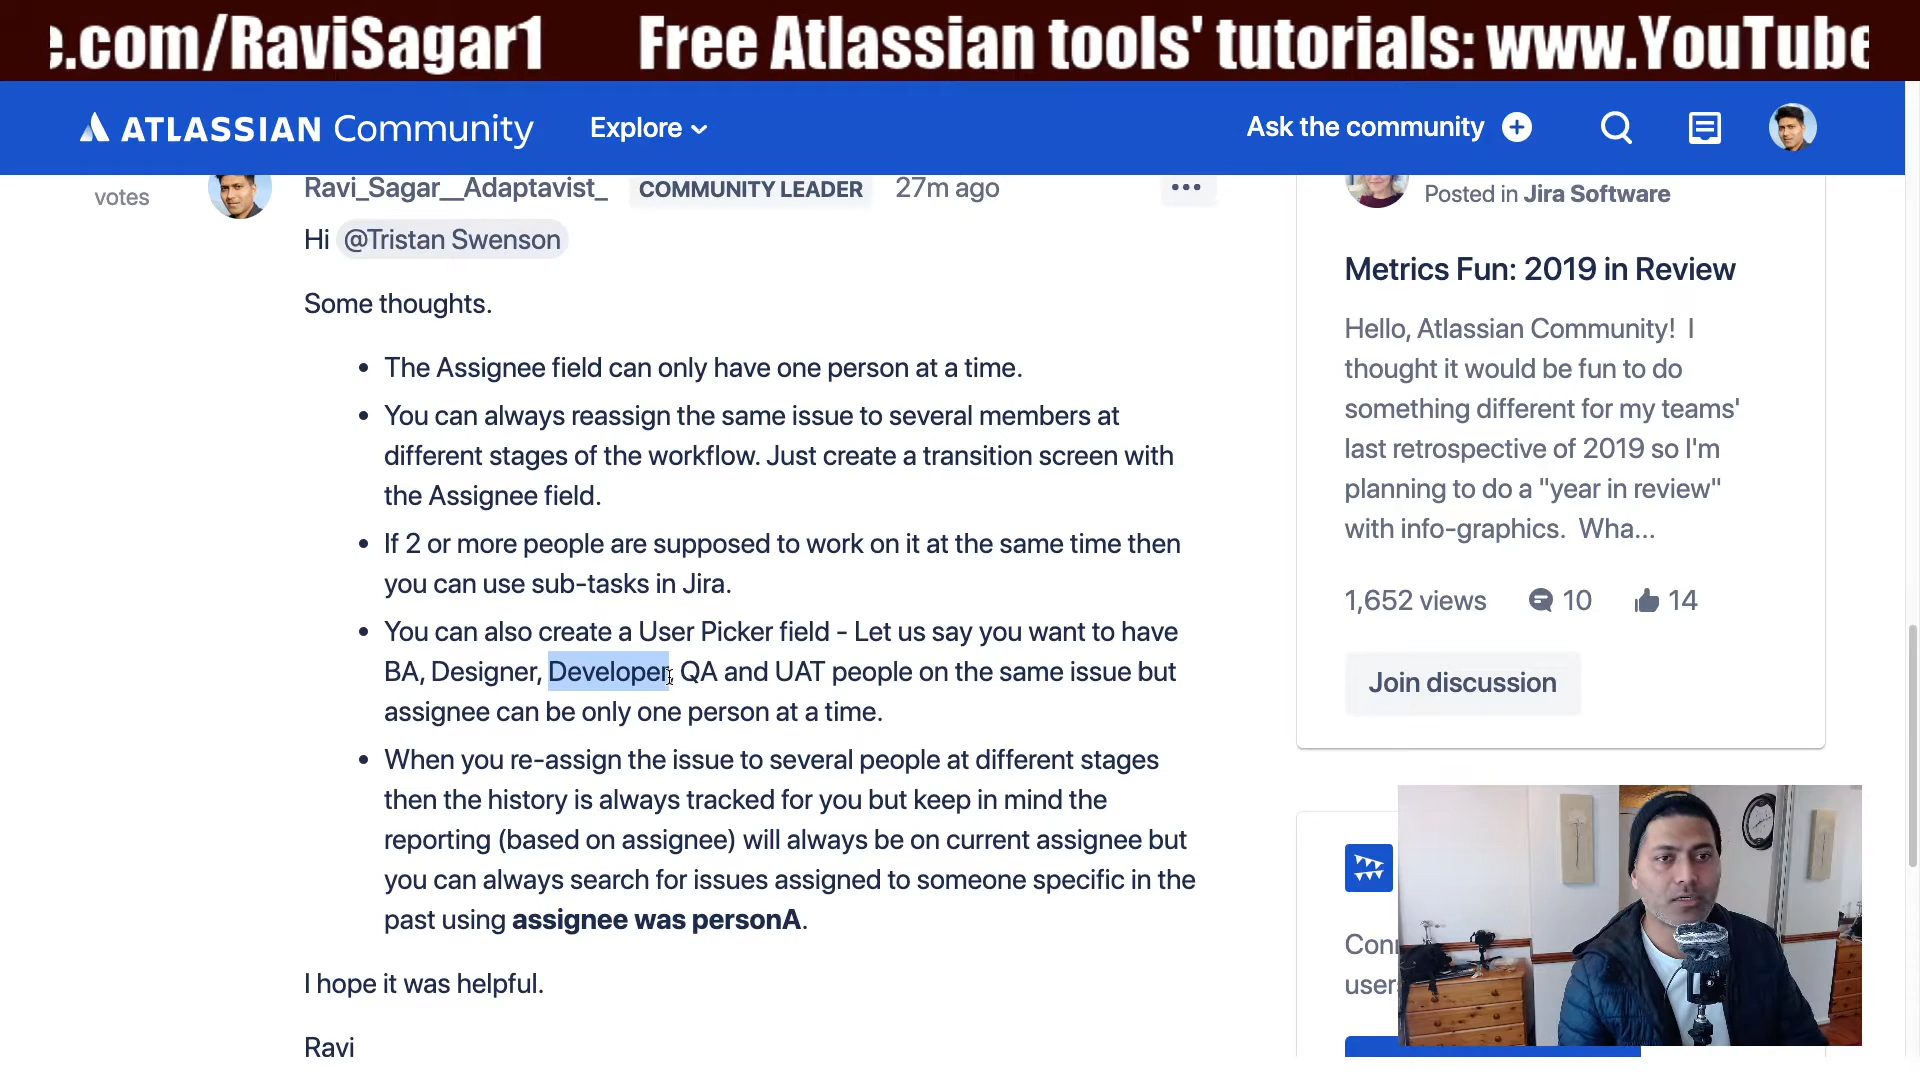 e.com/RaviSagar1 Free Atlassian tools' tutorials: www.YouTube
ATLASSIAN Community Explore Ask the community
votes
Ravi_Sagar__Adaptavist_ COMMUNITY LEADER 27m ago
Hi @Tristan Swenson
Some thoughts.
• The Assignee field can only have one person at a time.
• You can always reassign the same issue to several members at
different stages of the workflow. Just create a transition screen with
the Assignee field.
• If 2 or more people are supposed to work on it at the same time then
you can use sub-tasks in Jira.
• You can also create a User Picker field - Let us say you want to have
BA, Designer, Developer, QA and UAT people on the same issue but
assignee can be only one person at a time.
• When you re-assign the issue to several people at different stages
then the history is always tracked for you but keep in mind the
reporting (based on assignee) will always be on current assignee but
you can always search for issues assigned to someone specific in the
past using assignee was personA.
I hope it was helpful.
Ravi
Posted in Jira Software
Metrics Fun: 2019 in Review
Hello, Atlassian Community! I
thought it would be fun to do
something different for my teams'
last retrospective of 2019 so I'm
planning to do a "year in review"
with info-graphics. Wha...
1,652 views 10 14
Join discussion